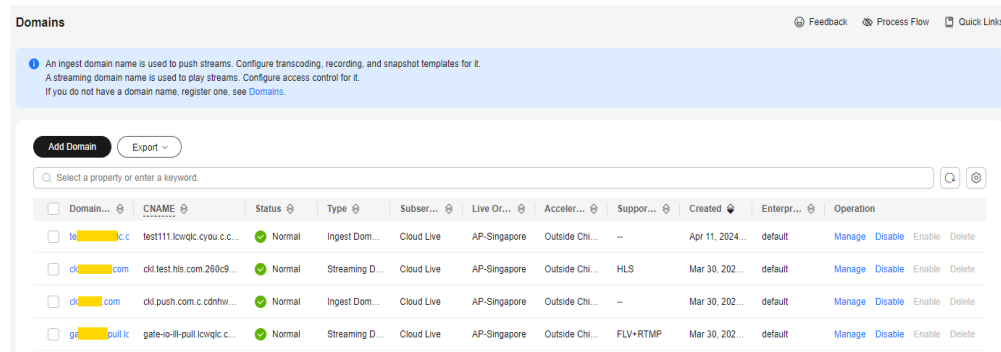 Domains
Feedback Process Flow Quick Links
An ingest domain name is used to push streams. Configure transcoding, recording, and snapshot templates for it.
A streaming domain name is used to play streams. Configure access control for it.
If you do not have a domain name, register one, see Domains.
Add Domain Export
Select a property or enter a keyword.
Domain... CNAME Status Type Subser... Live Or... Acceler... Suppor... Created Enterpr... Operation
te lc.c test111.lcwqlc.cyou.c.c... Normal Ingest Dom... Cloud Live AP-Singapore Outside Chi... -- Apr 11, 2024... default Manage Disable Enable Delete
ckl com ckl.test.hls.com.260c9... Normal Streaming D... Cloud Live AP-Singapore Outside Chi... HLS Mar 30, 202... default Manage Disable Enable Delete
ckl .com ckl.push.com.c.cdnhw... Normal Ingest Dom... Cloud Live AP-Singapore Outside Chi... -- Mar 30, 202... default Manage Disable Enable Delete
ga pull.lc gate-io-lll-pull.lcwqlc.c... Normal Streaming D... Cloud Live AP-Singapore Outside Chi... FLV+RTMP Mar 30, 202... default Manage Disable Enable Delete